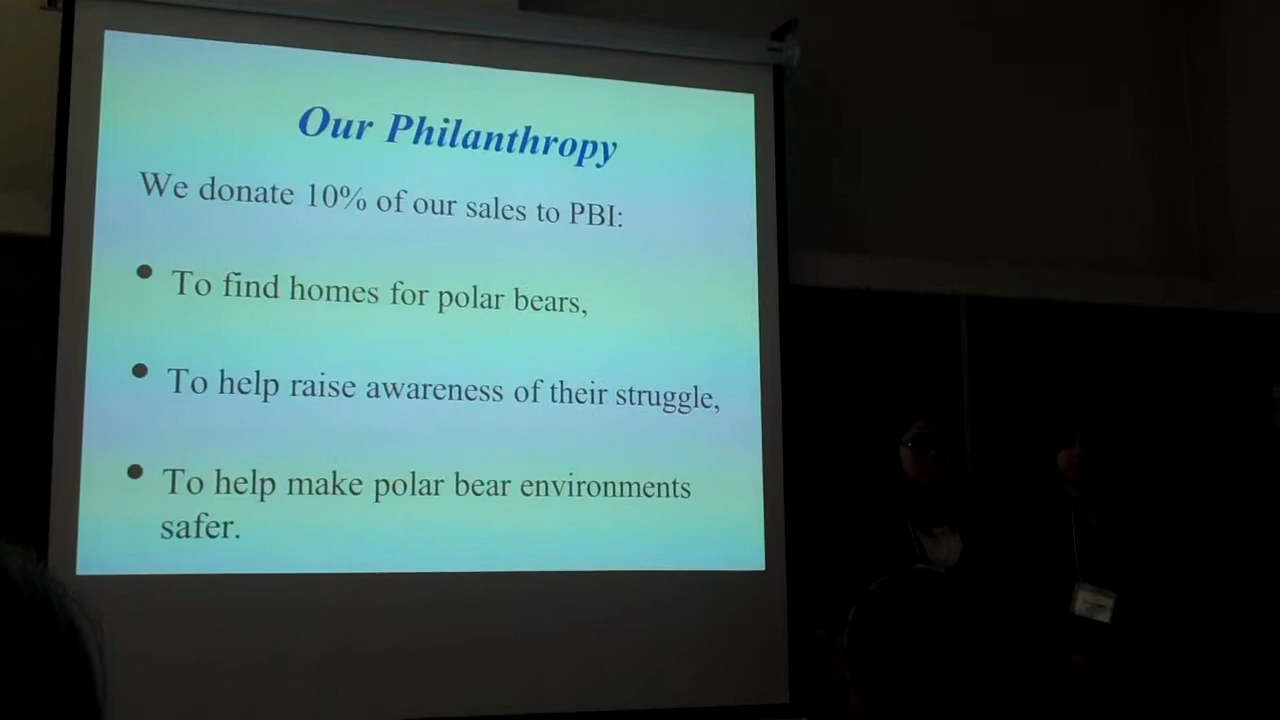 Our Philanthropy
We donate 10% of our sales to PBI:
• To find homes for polar bears,
• To help raise awareness of their struggle,
• To help make polar bear environments
safer.